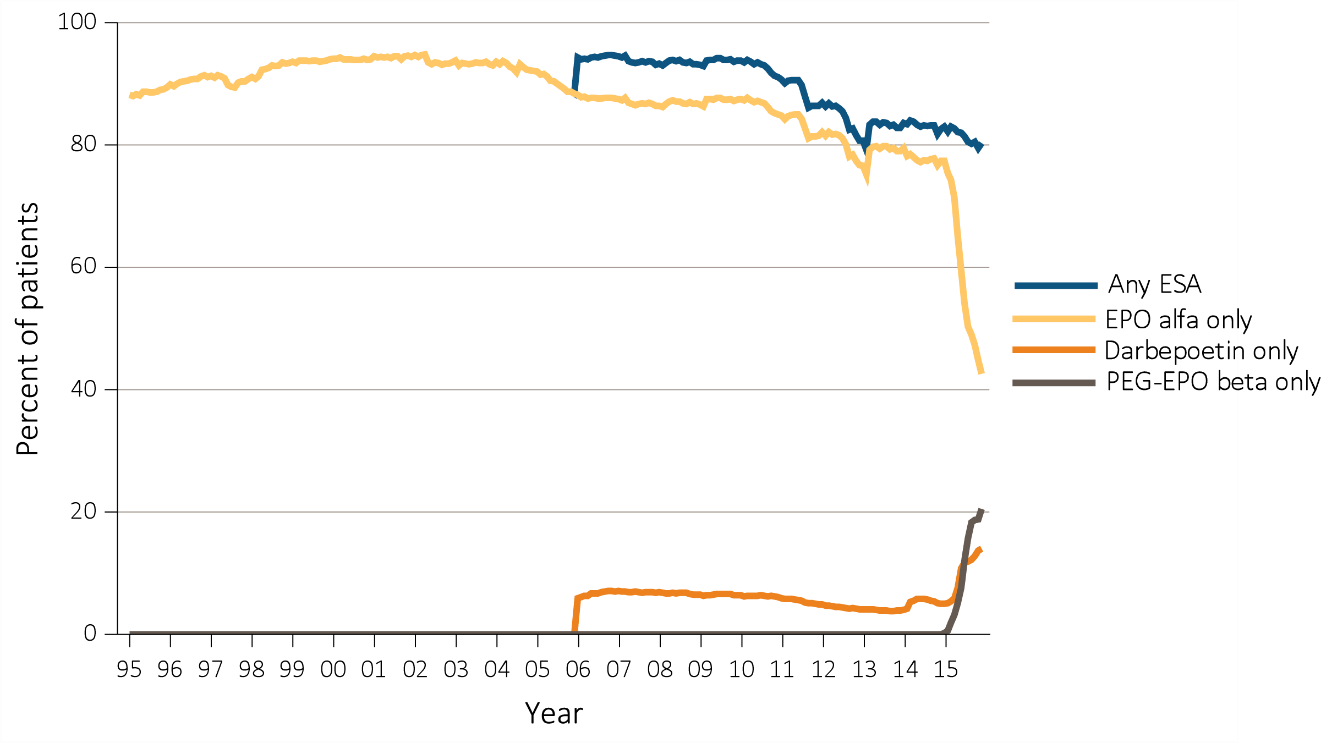 100
80
60
40
20
0
Percent of patients
95 96 97 98 99 00 01 02 03 04 05 06 07 08 09 10 11 12 13 14 15
Year
Any ESA
EPO alfa only
Darbepoetin only
PEG-EPO beta only